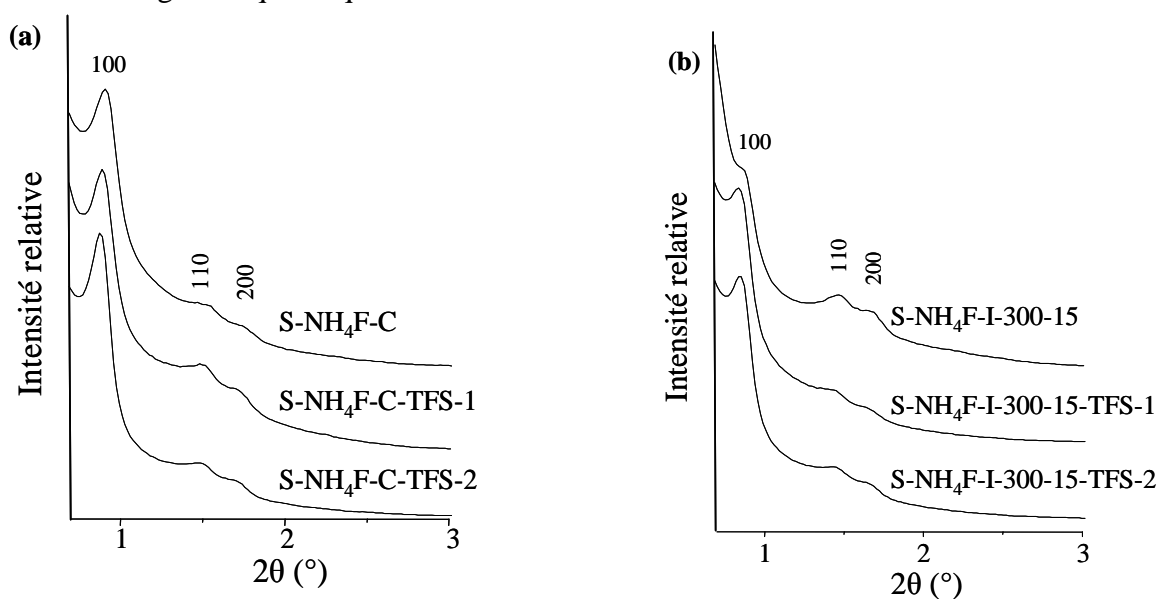 (a)
100
110
200
S-NH₄F-C
S-NH₄F-C-TFS-1
S-NH₄F-C-TFS-2
Intensité relative
1
2
3
2θ (°)
(b)
100
110
200
S-NH₄F-I-300-15
S-NH₄F-I-300-15-TFS-1
S-NH₄F-I-300-15-TFS-2
Intensité relative
1
2
3
2θ (°)